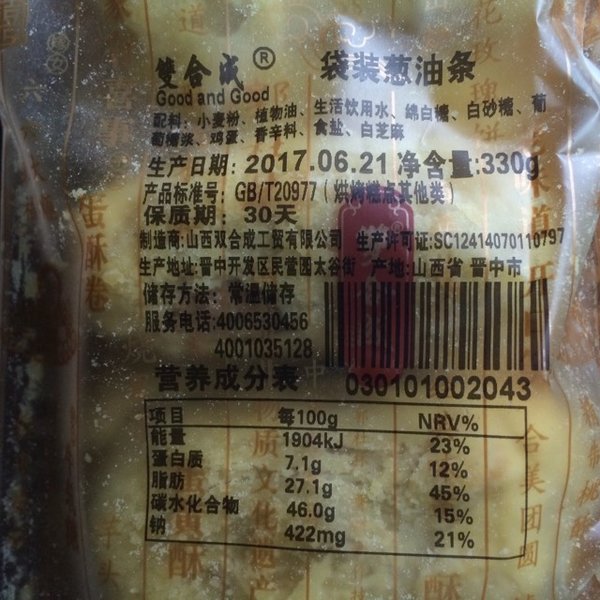 雙合成® 袋装葱油条
Good and Good
配料：小麦粉、植物油、生活饮用水、绵白糖、白砂糖、葡
萄糖浆、鸡蛋、香辛料、食盐、白芝麻
生产日期：2017.06.21 净含量:330g
产品标准号：GB/T20977（烘烤糕点其他类）
保质期：30天
制造商:山西双合成工贸有限公司 生产许可证:SC12414070110797
生产地址:晋中开发区民营园太谷街 产地:山西省 晋中市
储存方法：常温储存
服务电话:4006530456
4001035128
营养成分表 030101002043
项目 每100g NRV%
能量 1904kJ 23%
蛋白质 7.1g 12%
脂肪 27.1g 45%
碳水化合物 46.0g 15%
钠 422mg 21%
蛋酥卷
合美团圆